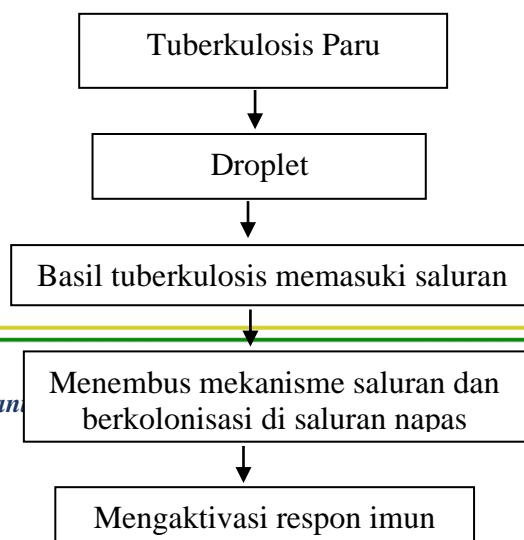 Tuberkulosis Paru
Droplet
Basil tuberkulosis memasuki saluran
Menembus mekanisme saluran dan
berkolonisasi di saluran napas
Mengaktivasi respon imun